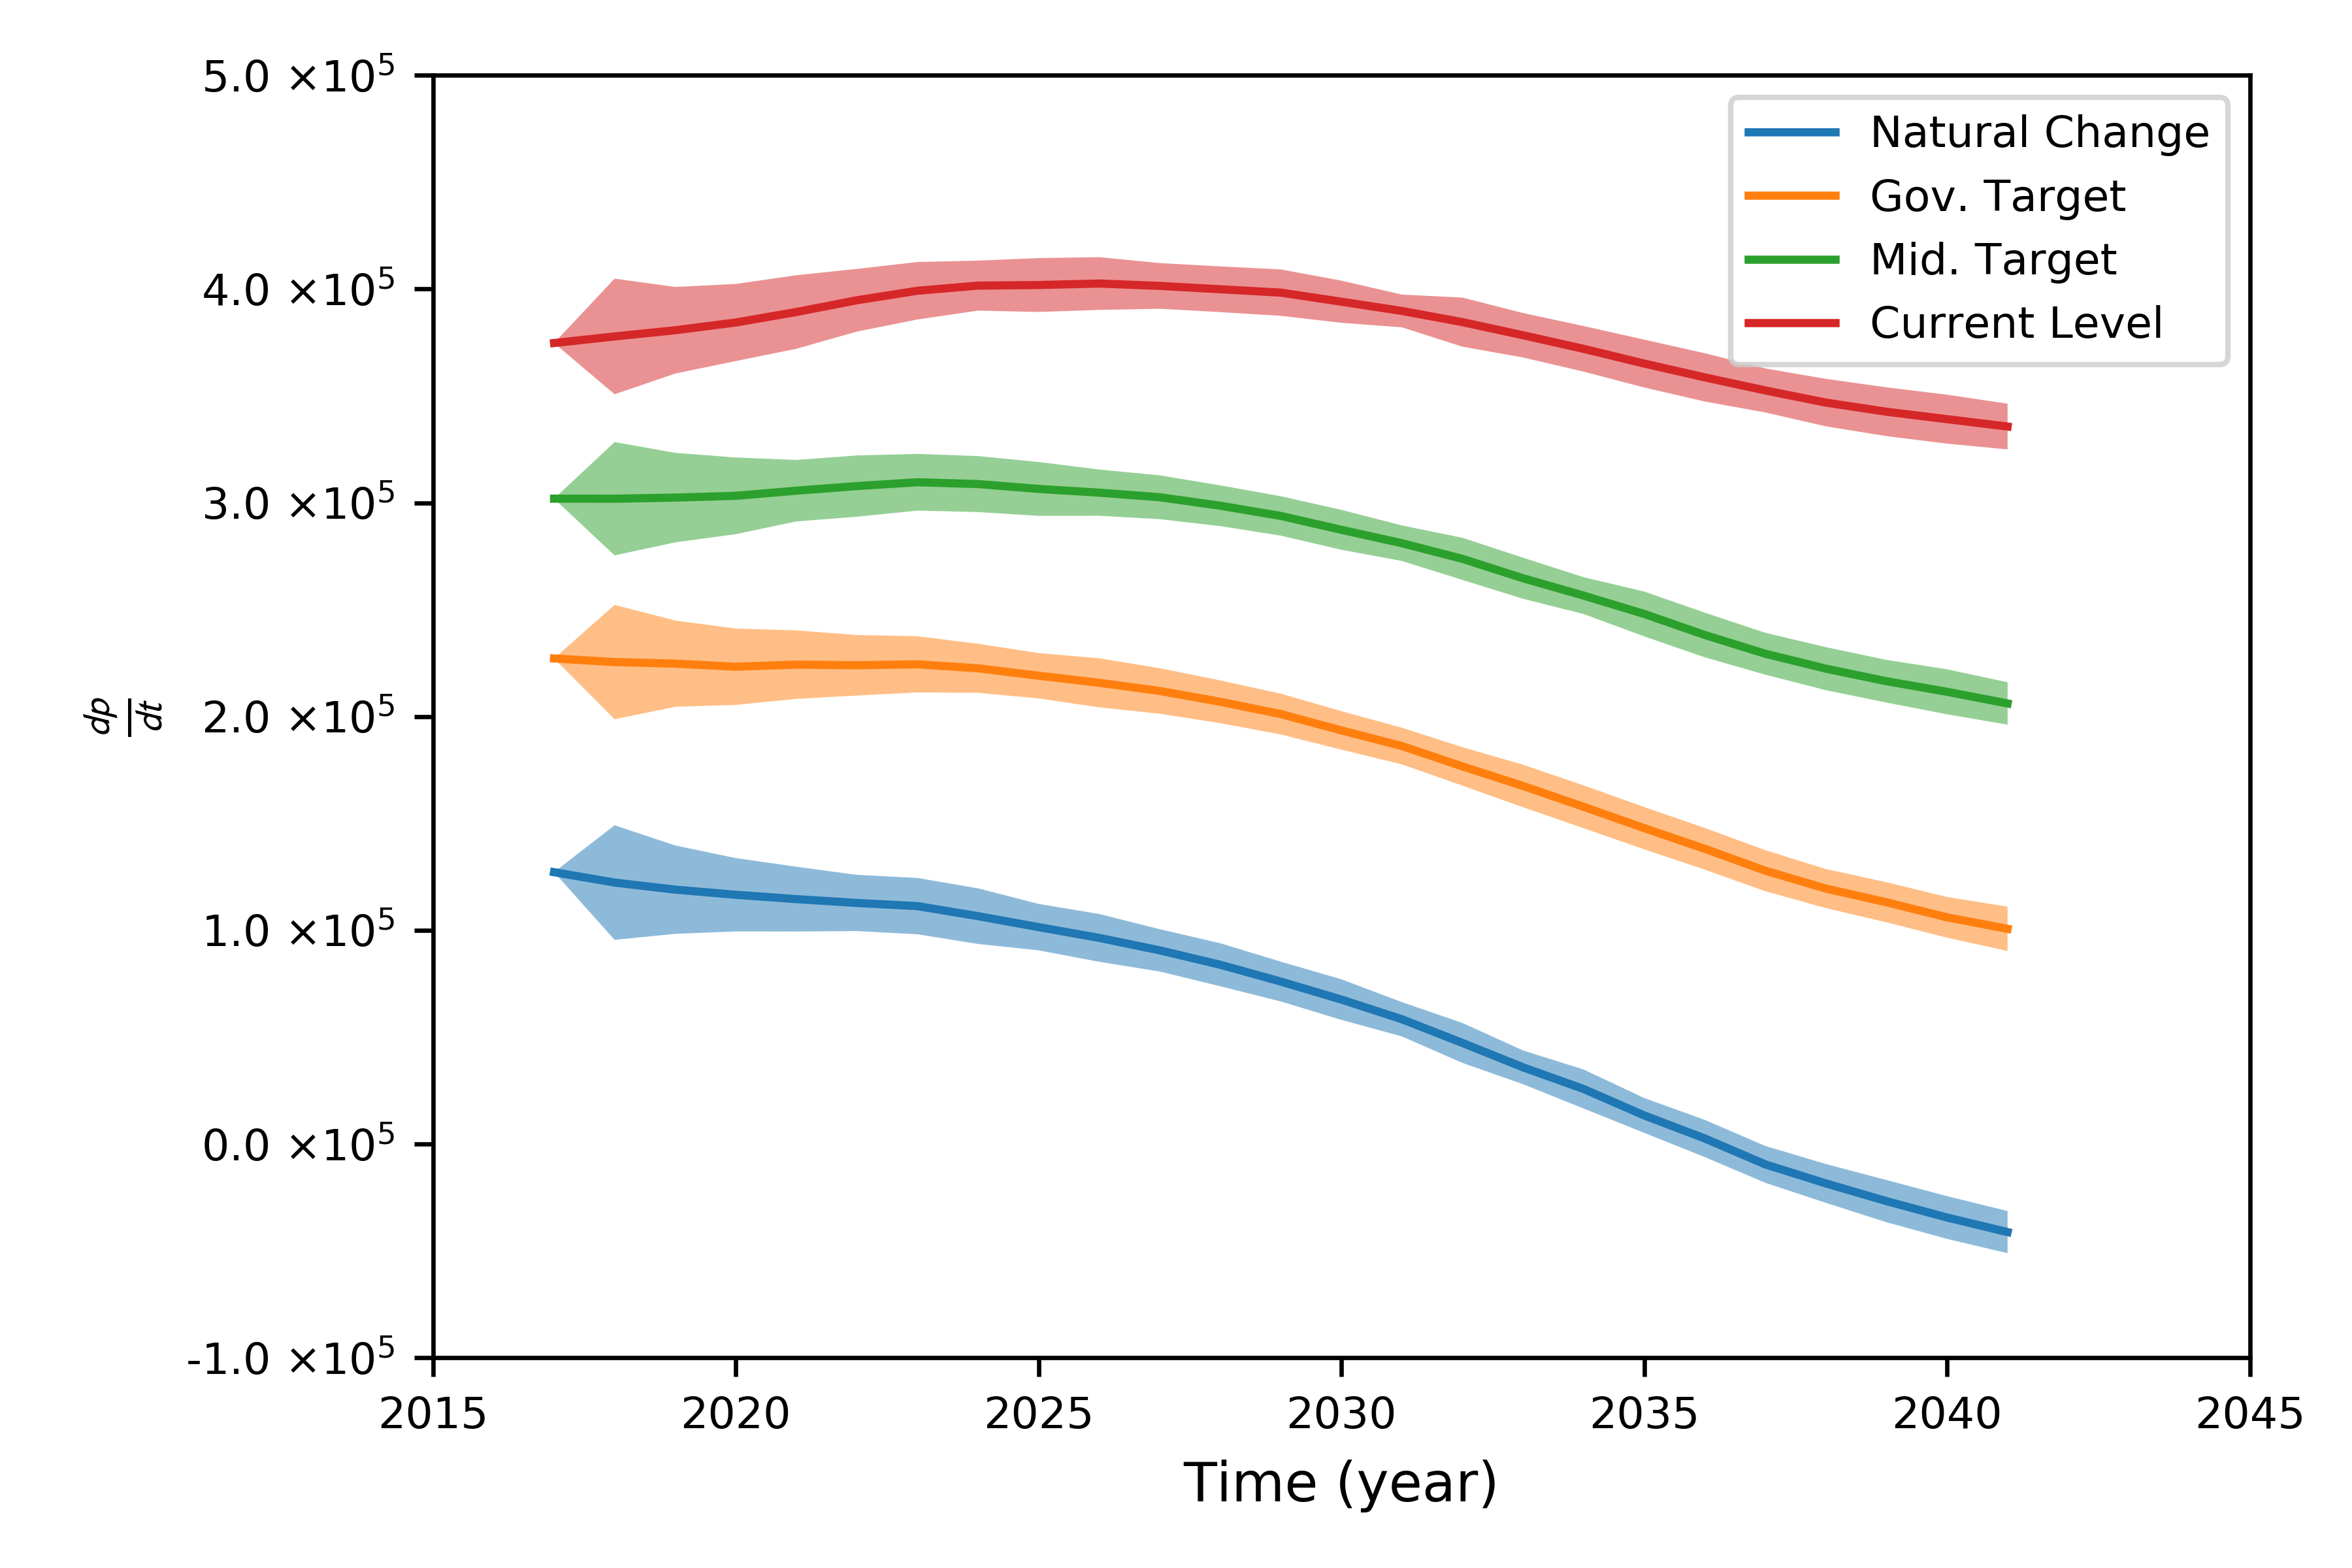 5.0 ×10⁵
4.0 ×10⁵
3.0 ×10⁵
2.0 ×10⁵
1.0 ×10⁵
0.0 ×10⁵
-1.0 ×10⁵
dp
dt
Natural Change
Gov. Target
Mid. Target
Current Level
2015 2020 2025 2030 2035 2040 2045
Time (year)